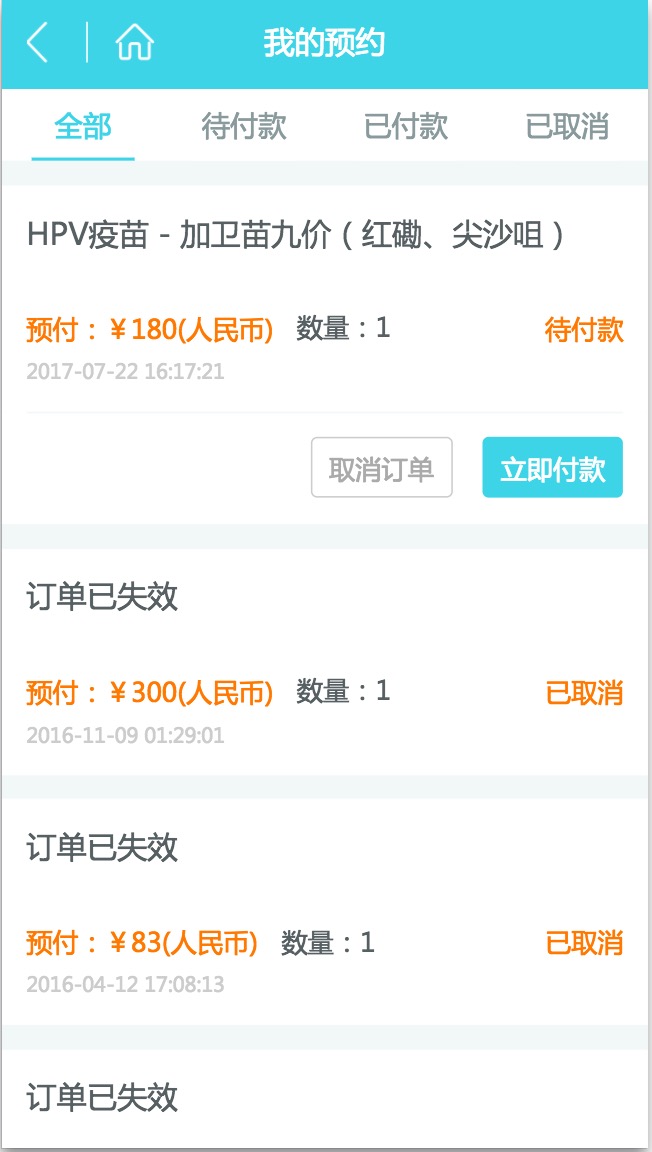 我的预约
全部 待付款 已付款 已取消
HPV疫苗 - 加卫苗九价（红磡、尖沙咀）
预付：¥180(人民币) 数量：1 待付款
2017-07-22 16:17:21
取消订单 立即付款
订单已失效
预付：¥300(人民币) 数量：1 已取消
2016-11-09 01:29:01
订单已失效
预付：¥83(人民币) 数量：1 已取消
2016-04-12 17:08:13
订单已失效